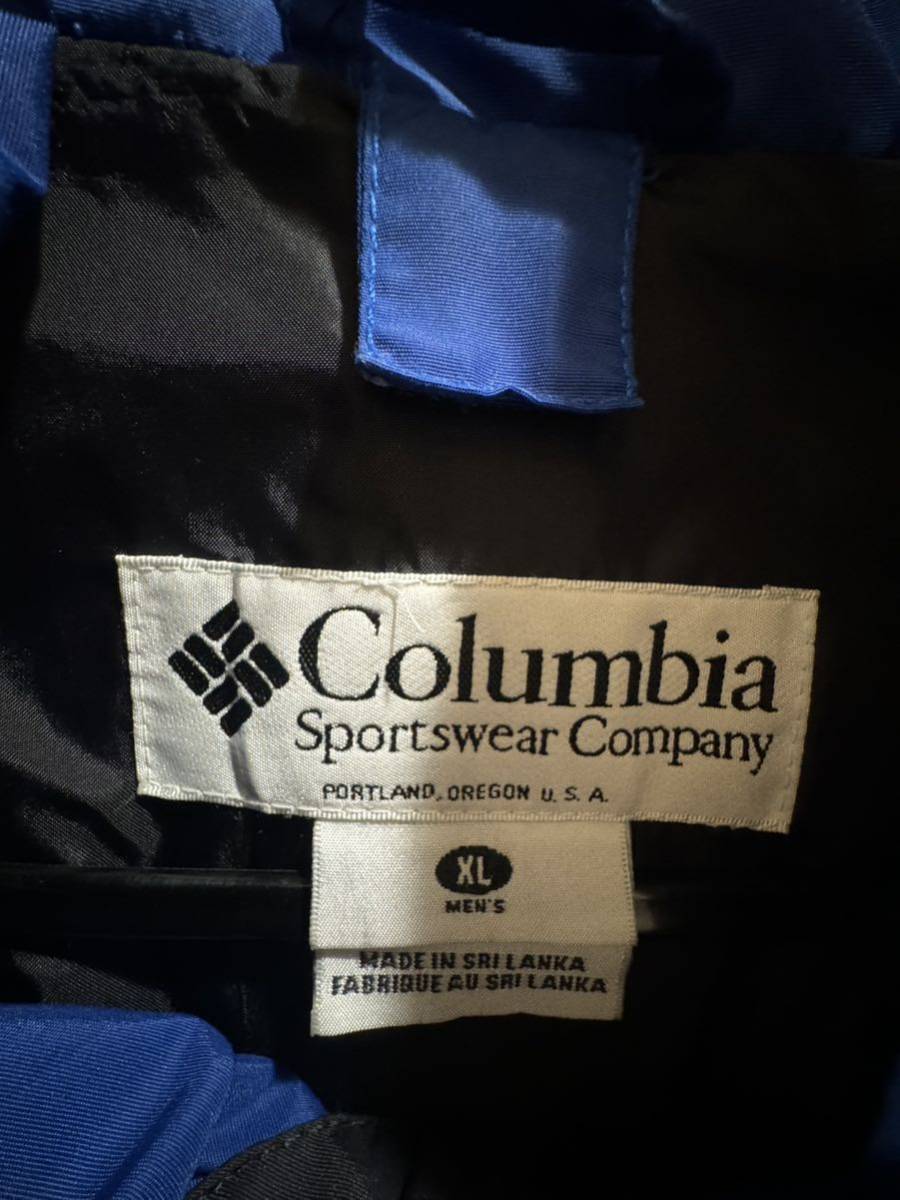 Columbia
Sportswear Company
PORTLAND, OREGON U. S. A.
XL
MEN'S
MADE IN SRI LANKA
FABRIQUE AU SRI LANKA